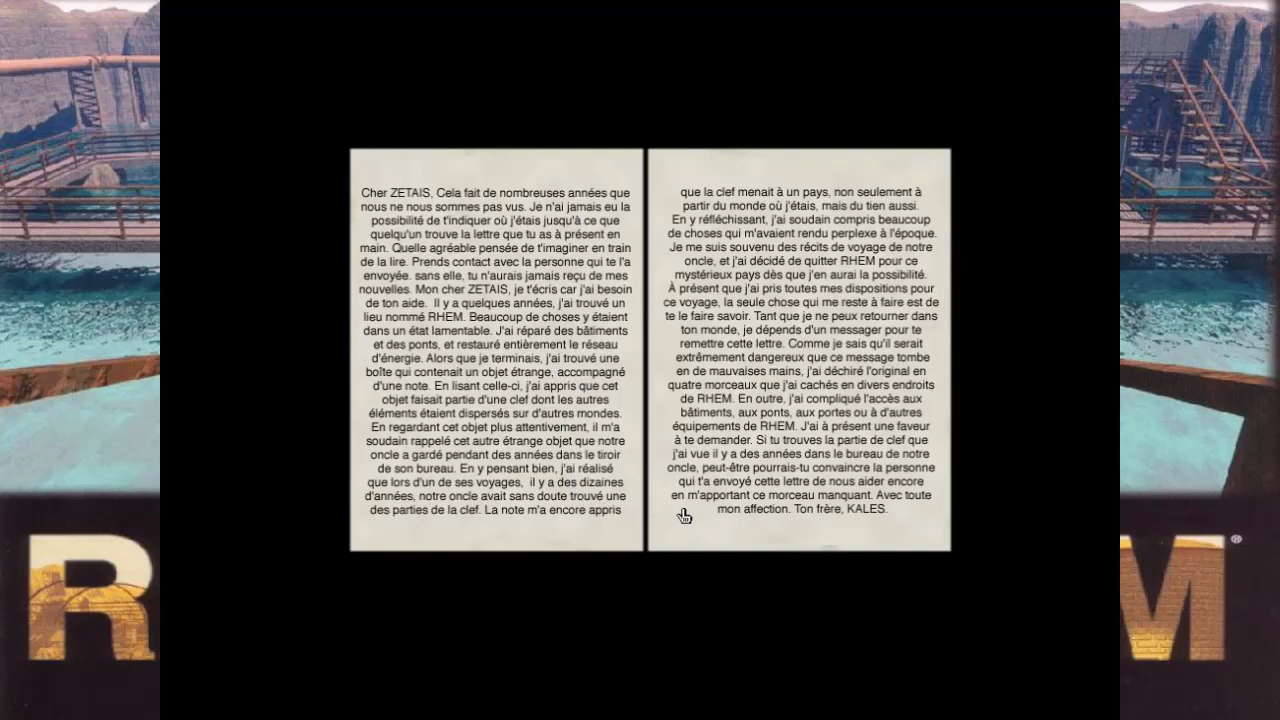 Cher ZETAIS, Cela fait de nombreuses années que
nous ne nous sommes pas vus. Je n'ai jamais eu la
possibilité de t'indiquer où j'étais jusqu'à ce que
quelqu'un trouve la lettre que tu as à présent en
main. Quelle agréable pensée de t'imaginer en train
de la lire. Prends contact avec la personne qui te l'a
envoyée. sans elle, tu n'aurais jamais reçu de mes
nouvelles. Mon cher ZETAIS, je t'écris car j'ai besoin
de ton aide.  Il y a quelques années, j'ai trouvé un
lieu nommé RHEM. Beaucoup de choses y étaient
dans un état lamentable. J'ai réparé des bâtiments
et des ponts, et restauré entièrement le réseau
d'énergie. Alors que je terminais, j'ai trouvé une
boîte qui contenait un objet étrange, accompagné
d'une note. En lisant celle-ci, j'ai appris que cet
objet faisait partie d'une clef dont les autres
éléments étaient dispersés sur d'autres mondes.
En regardant cet objet plus attentivement, il m'a
soudain rappelé cet autre étrange objet que notre
oncle a gardé pendant des années dans le tiroir
de son bureau. En y pensant bien, j'ai réalisé
que lors d'un de ses voyages,  il y a des dizaines
d'années, notre oncle avait sans doute trouvé une
des parties de la clef. La note m'a encore appris
que la clef menait à un pays, non seulement à
partir du monde où j'étais, mais du tien aussi.
En y réfléchissant, j'ai soudain compris beaucoup
de choses qui m'avaient rendu perplexe à l'époque.
Je me suis souvenu des récits de voyage de notre
oncle, et j'ai décidé de quitter RHEM pour ce
mystérieux pays dès que j'en aurai la possibilité.
À présent que j'ai pris toutes mes dispositions pour
ce voyage, la seule chose qui me reste à faire est de
te le faire savoir. Tant que je ne peux retourner dans
ton monde, je dépends d'un messager pour te
remettre cette lettre. Comme je sais qu'il serait
extrêmement dangereux que ce message tombe
en de mauvaises mains, j'ai déchiré l'original en
quatre morceaux que j'ai cachés en divers endroits
de RHEM. En outre, j'ai compliqué l'accès aux
bâtiments, aux ponts, aux portes ou à d'autres
équipements de RHEM. J'ai à présent une faveur
à te demander. Si tu trouves la partie de clef que
j'ai vue il y a des années dans le bureau de notre
oncle, peut-être pourrais-tu convaincre la personne
qui t'a envoyé cette lettre de nous aider encore
en m'apportant ce morceau manquant. Avec toute
mon affection. Ton frère, KALES.
R
M®